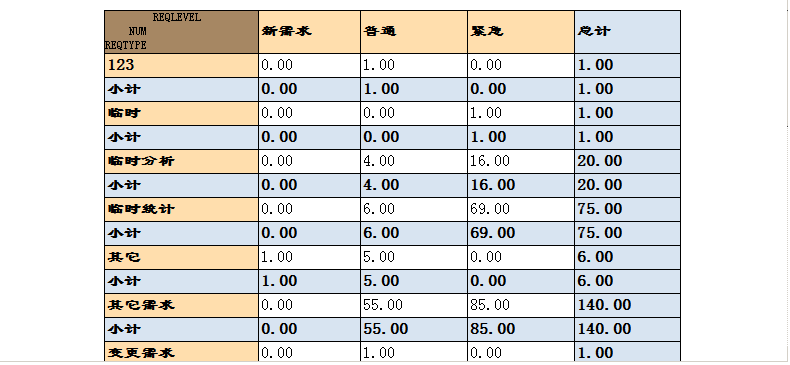 REQLEVEL
NUM
REQTYPE
新需求 普通 紧急 总计
123 0.00 1.00 0.00 1.00
小计 0.00 1.00 0.00 1.00
临时 0.00 0.00 1.00 1.00
小计 0.00 0.00 1.00 1.00
临时分析 0.00 4.00 16.00 20.00
小计 0.00 4.00 16.00 20.00
临时统计 0.00 6.00 69.00 75.00
小计 0.00 6.00 69.00 75.00
其它 1.00 5.00 0.00 6.00
小计 1.00 5.00 0.00 6.00
其它需求 0.00 55.00 85.00 140.00
小计 0.00 55.00 85.00 140.00
变更需求 0.00 1.00 0.00 1.00